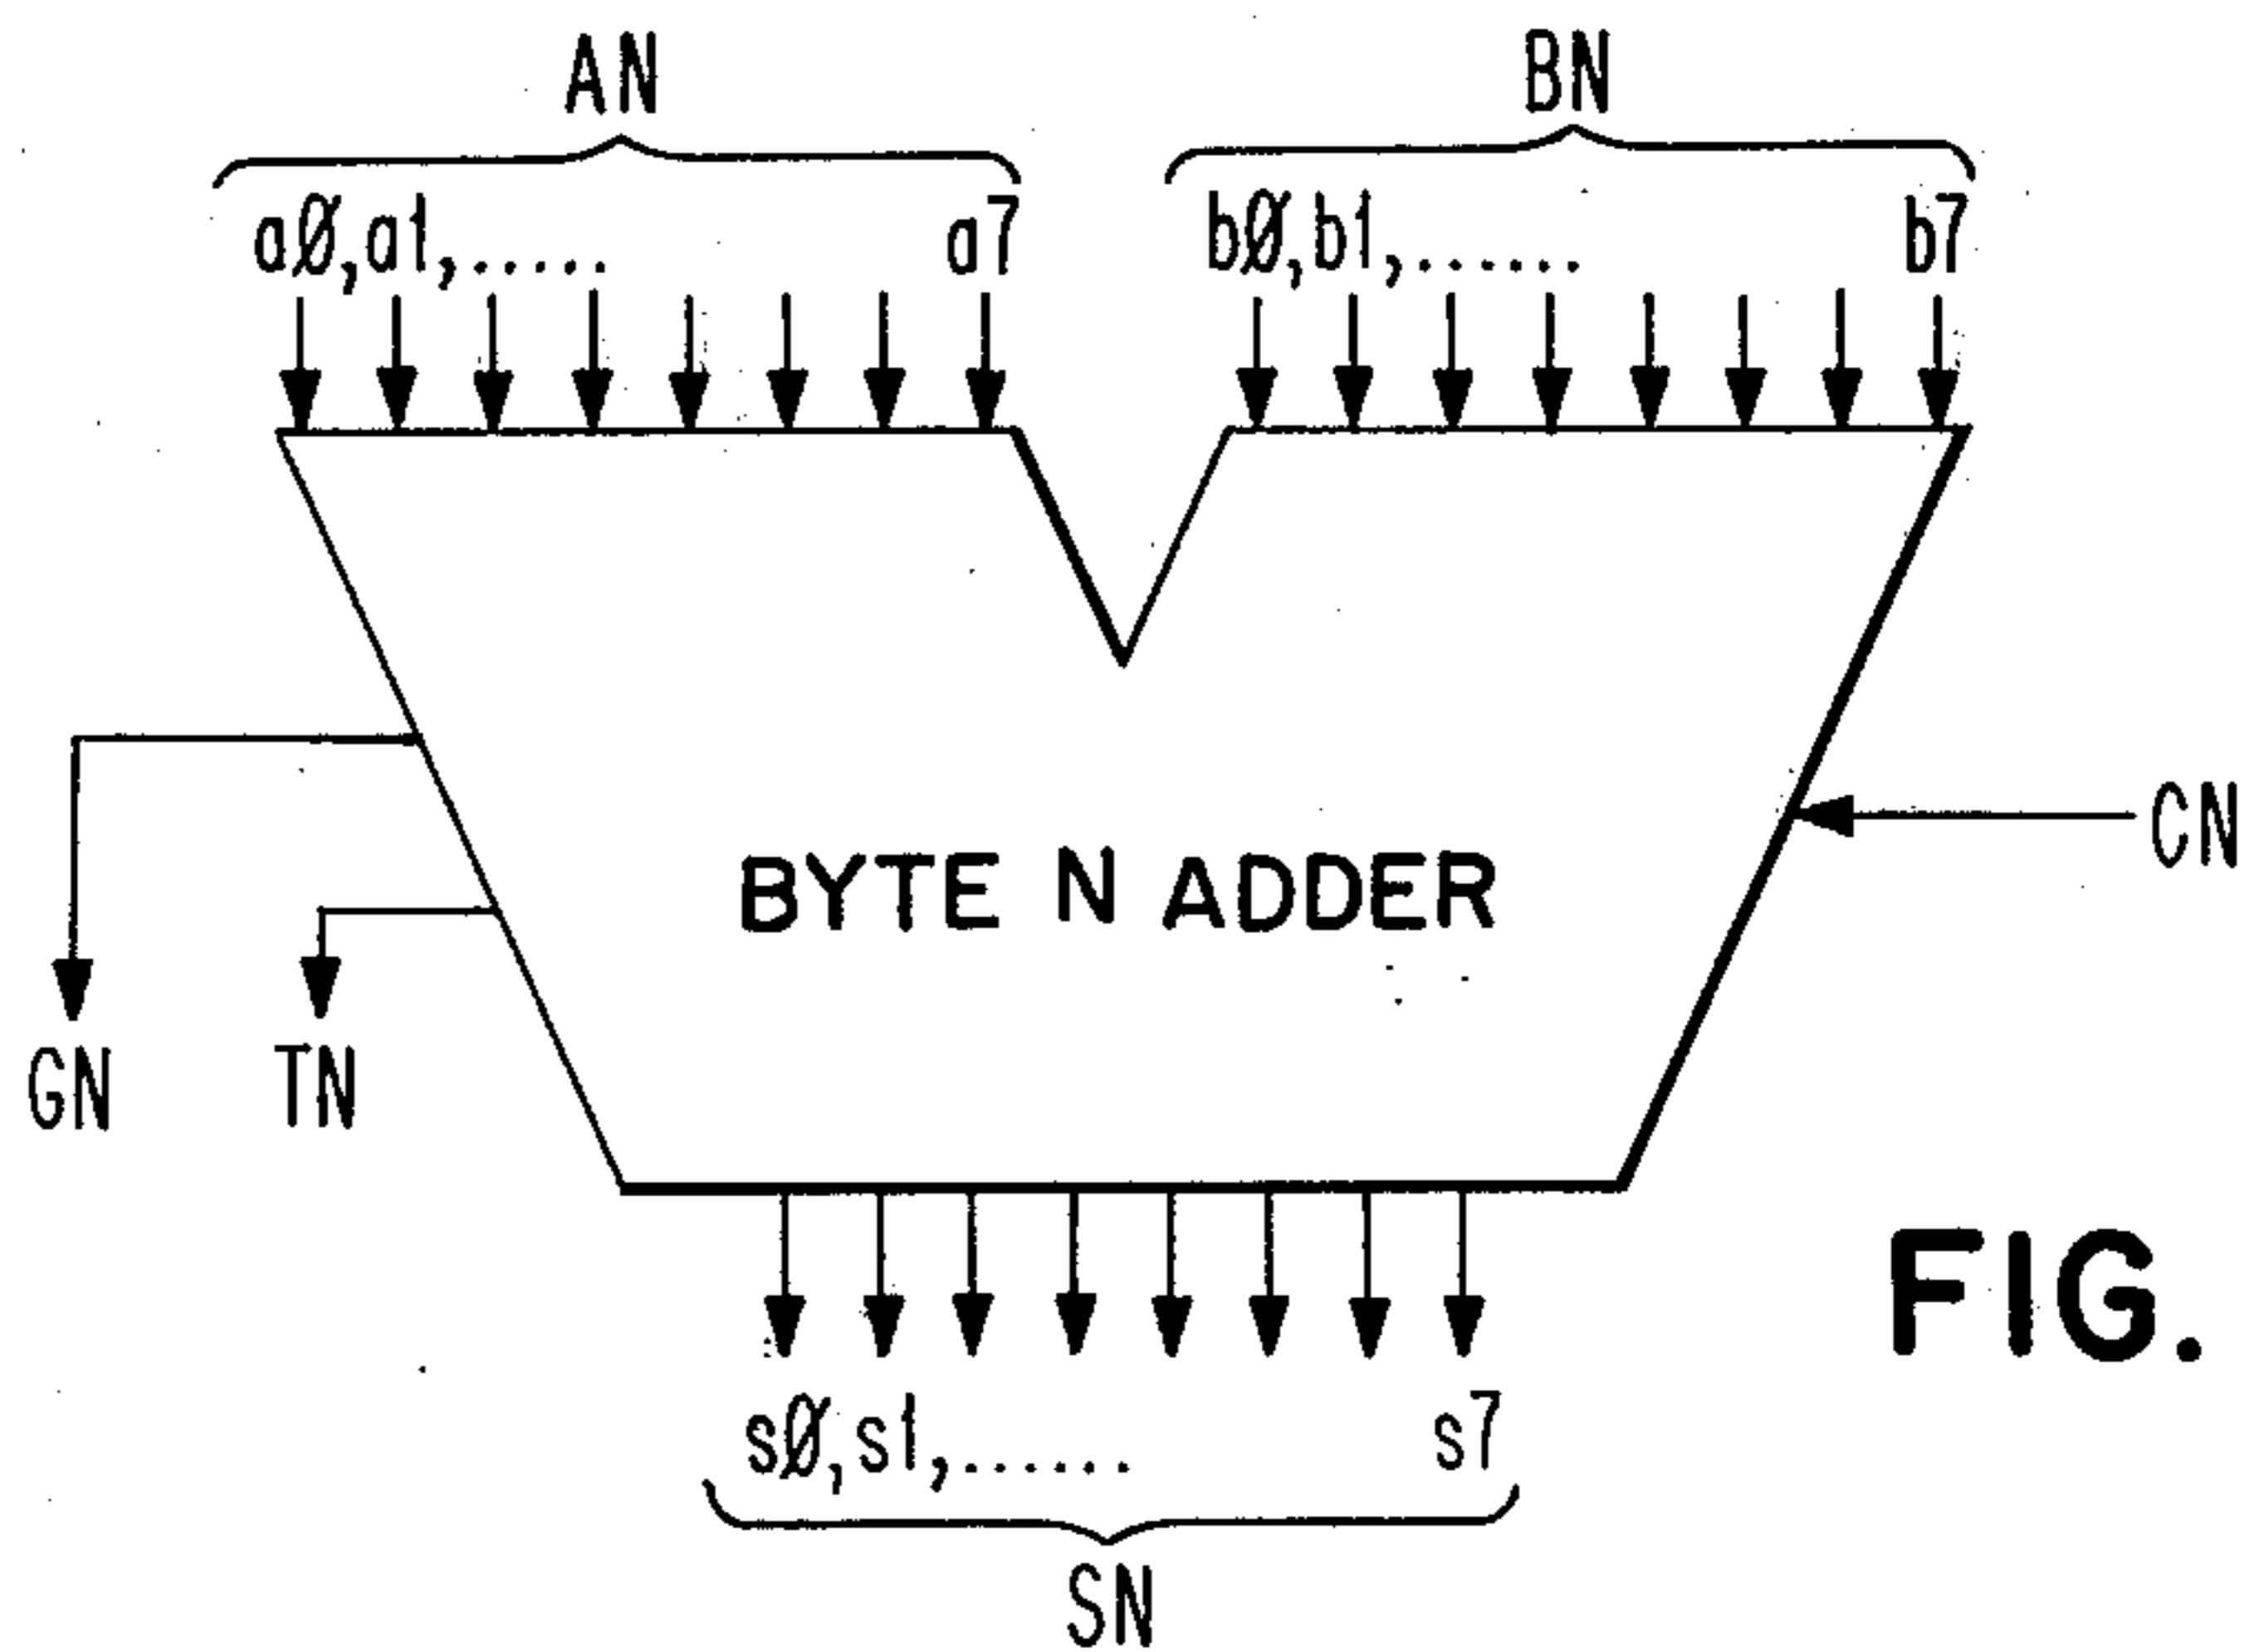 AN BN
aØ,a1,..... a7 bØ,b1,...... b7
CN
BYTE N ADDER
GN TN
FIG.
sØ,s1,...... s7
SN